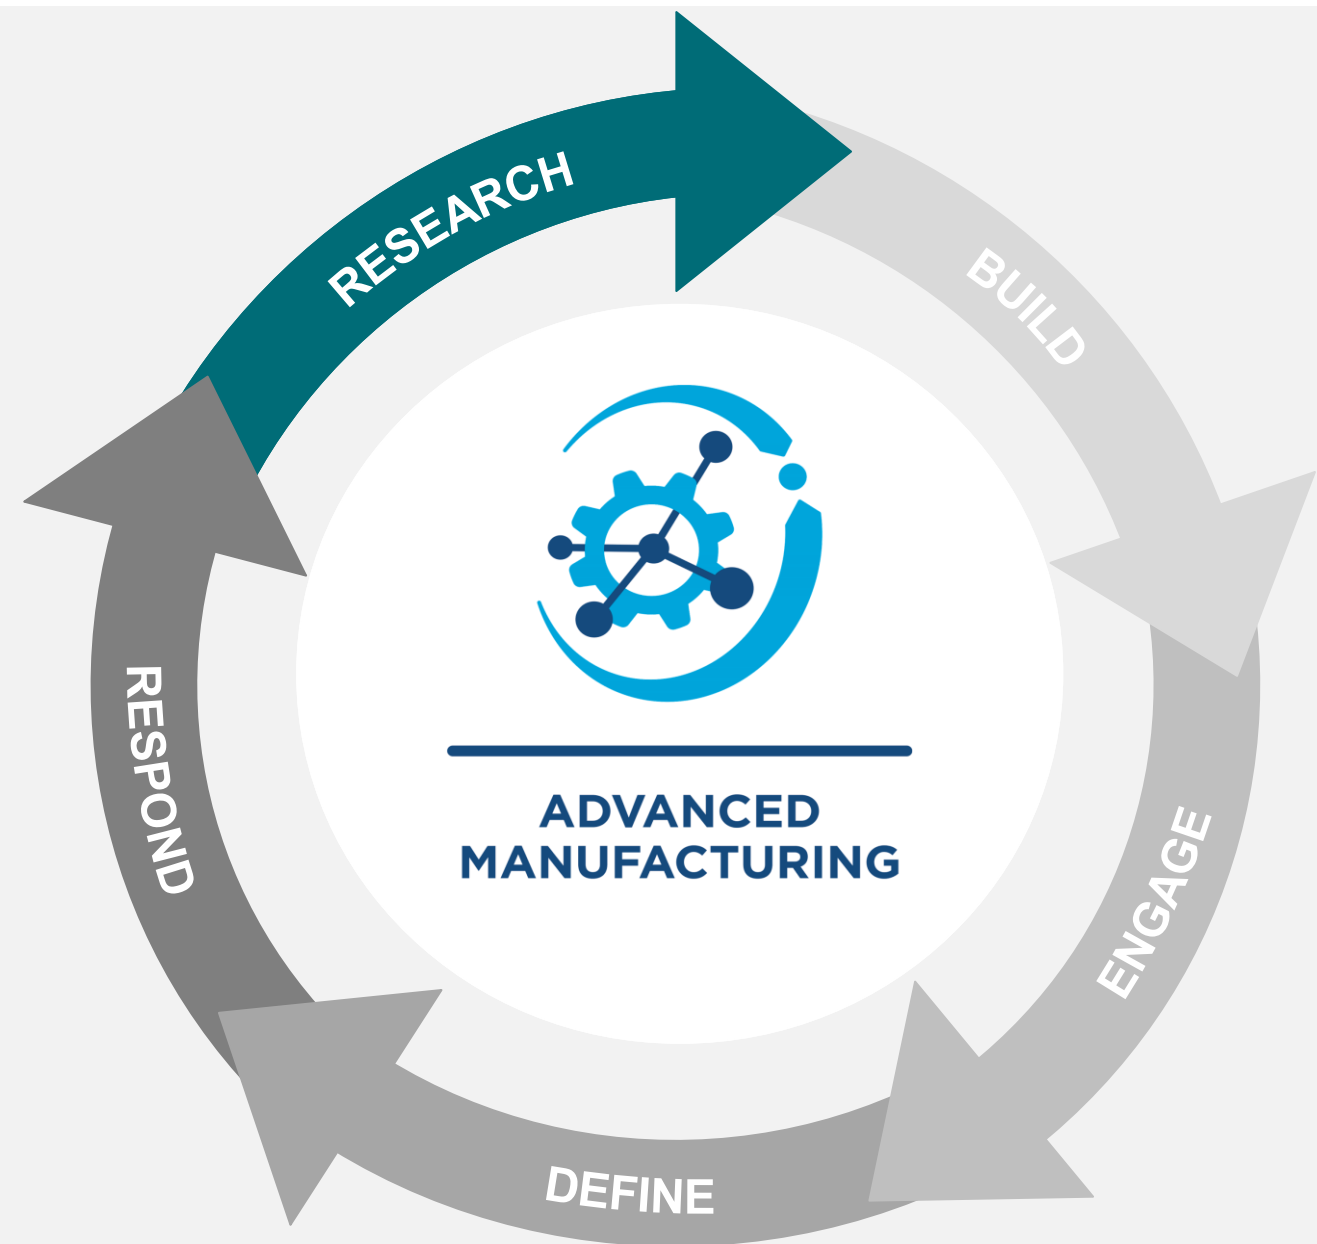 RESEARCH
BUILD
ENGAGE
DEFINE
RESPOND
ADVANCED
MANUFACTURING